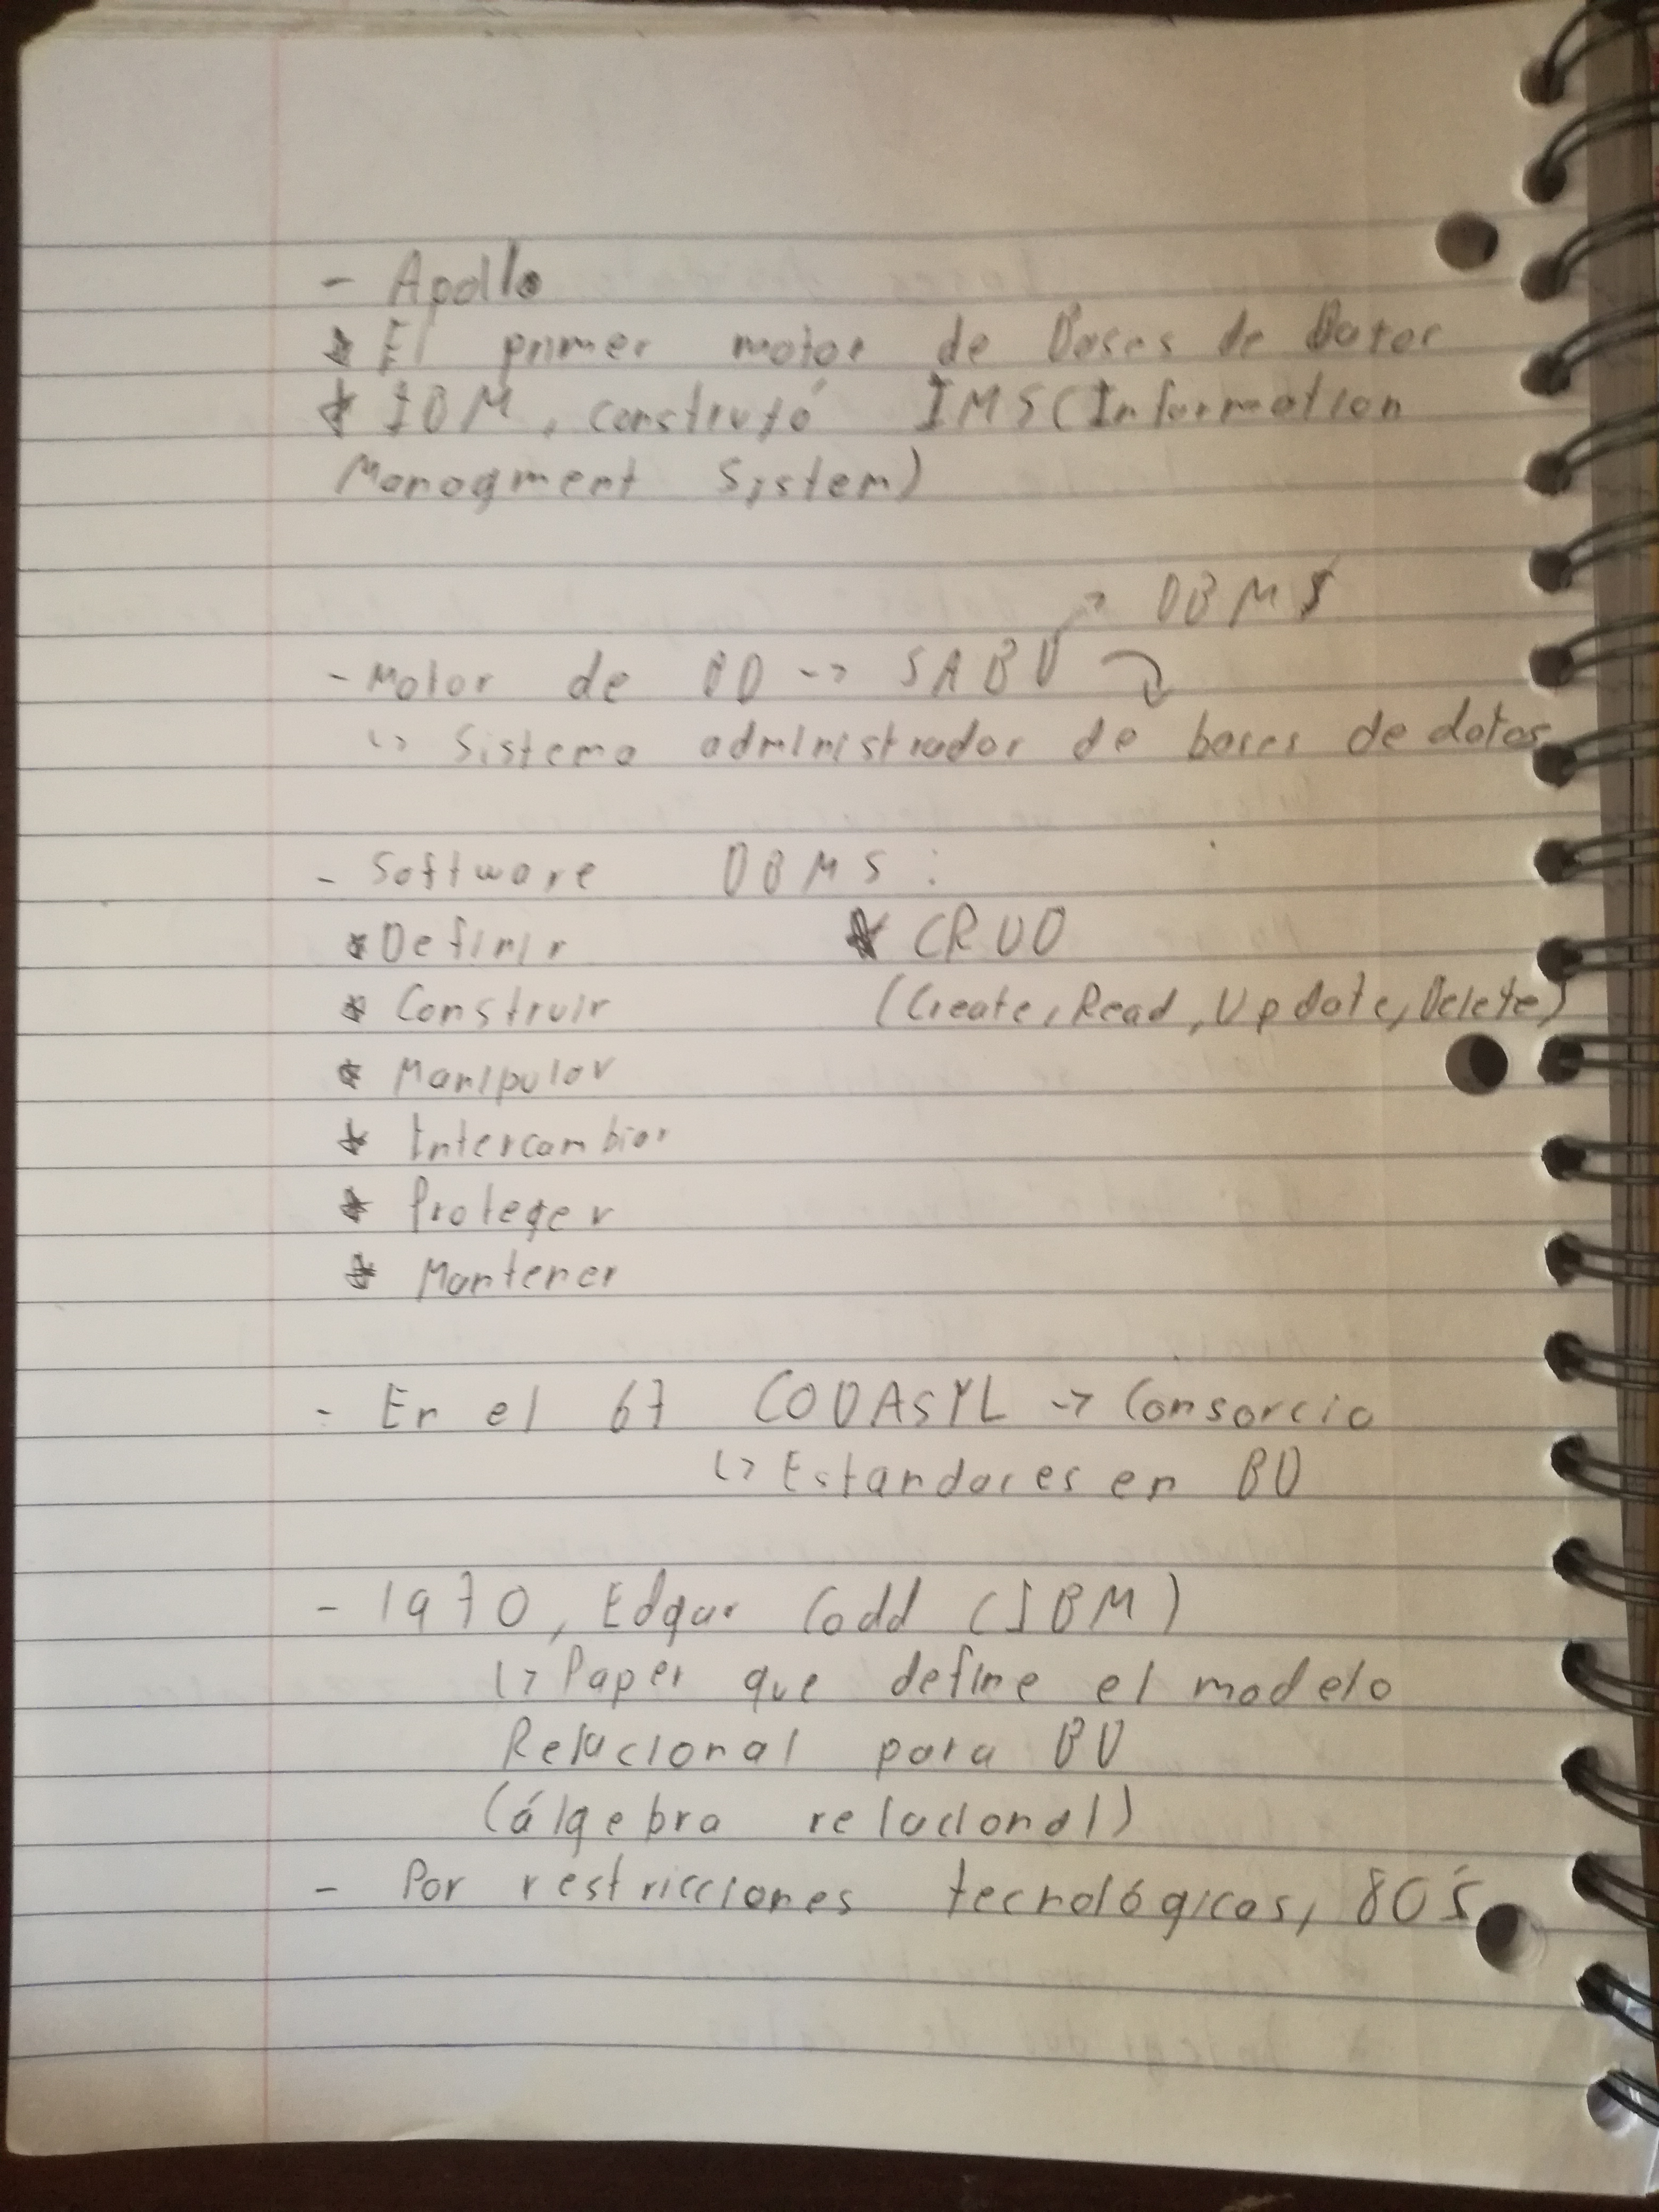 - Apollo
* El primer motor de Bases de Datos
* IBM, construyó IMS (Information
Managment System)
→ DBMS
- Motor de BD -> SABD
↳ Sistema administrador de bases de datos
- Software DBMS:
* Definir * CRUD
* Construir (Create, Read, Update, Delete)
* Manipular
* Intercambiar
* Proteger
* Mantener
- En el 67 CODASYL -> Consorcio
↳ Estandares en BD
- 1970, Edgar Codd (IBM)
↳ Paper que define el modelo
Relacional para BD
(álgebra relacional)
- Por restricciones tecnológicas, 80's